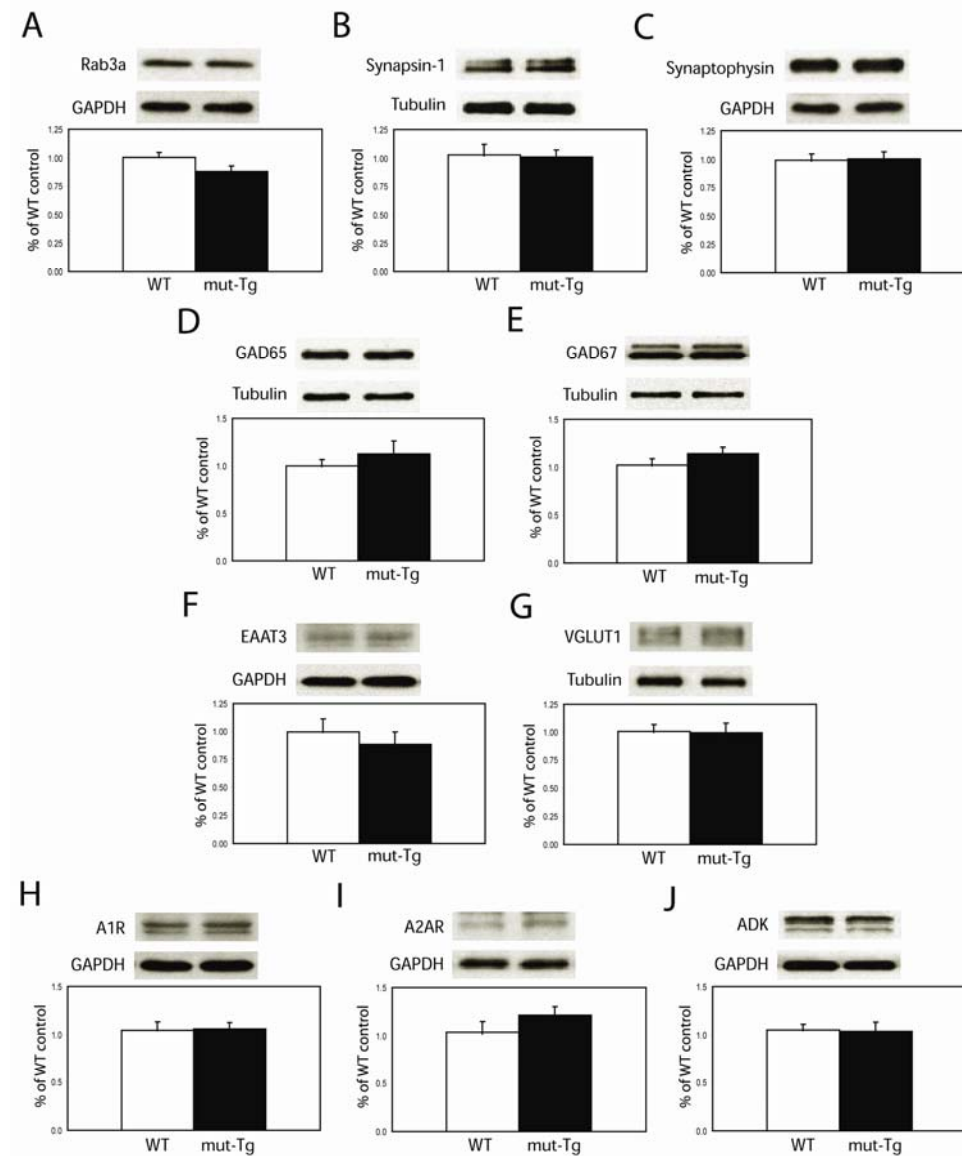 A
Rab3a
GAPDH
% of WT control
1.25
1.00
0.75
0.50
0.25
0.00
WT mut-Tg
B
Synapsin-1
Tubulin
% of WT control
1.25
1.00
0.75
0.50
0.25
0.00
WT mut-Tg
C
Synaptophysin
GAPDH
% of WT control
1.25
1.00
0.75
0.50
0.25
0.00
WT mut-Tg
D
GAD65
Tubulin
% of WT control
1.5
1.0
0.5
0.0
WT mut-Tg
E
GAD67
Tubulin
% of WT control
1.5
1.0
0.5
0.0
WT mut-Tg
F
EAAT3
GAPDH
% of WT control
1.25
1.00
0.75
0.50
0.25
0.00
WT mut-Tg
G
VGLUT1
Tubulin
% of WT control
1.25
1.00
0.75
0.50
0.25
0.00
WT mut-Tg
H
A1R
GAPDH
% of WT control
1.5
1.0
0.5
0.0
WT mut-Tg
I
A2AR
GAPDH
% of WT control
1.5
1.0
0.5
0.0
WT mut-Tg
J
ADK
GAPDH
% of WT control
1.5
1.0
0.5
0.0
WT mut-Tg